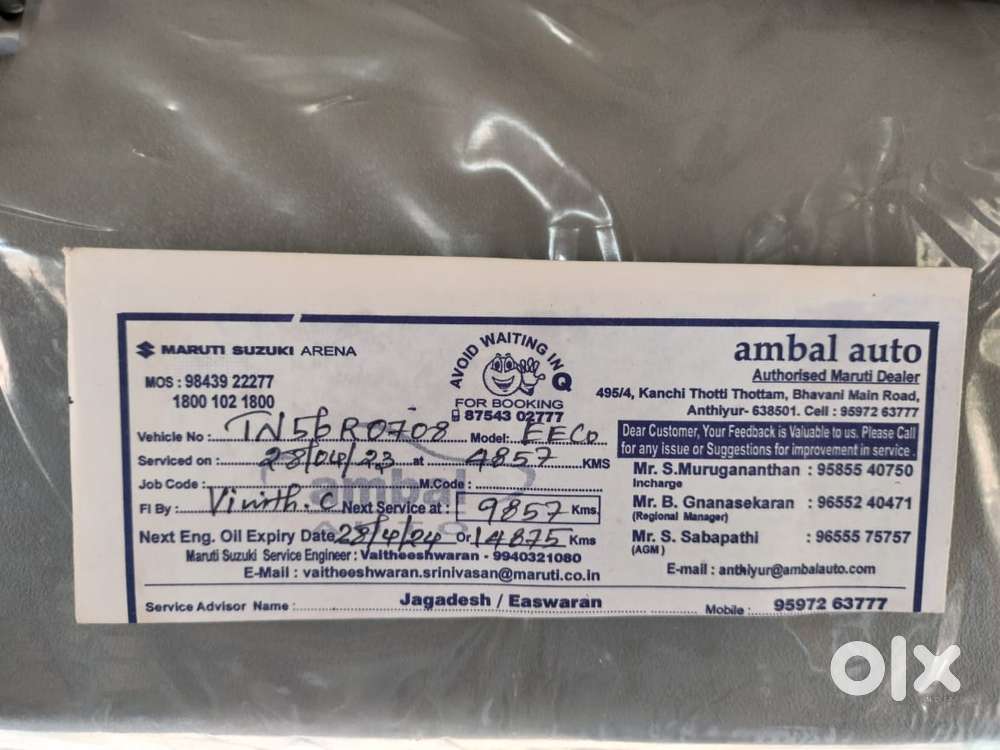 MARUTI SUZUKI ARENA
MOS : 98439 22277
1800 102 1800
AVOID WAITING IN Q
FOR BOOKING
87543 02777
ambal auto
Authorised Maruti Dealer
495/4, Kanchi Thotti Thottam, Bhavani Main Road,
Anthiyur- 638501. Cell : 95972 63777
Vehicle No : TN56R0708 Model: EECO
Serviced on : 28/04/23 at 4857 KMS
Job Code : M.Code :
FI By : Vinith. C Next Service at : 9857 Kms.
Next Eng. Oil Expiry Date 28/4/24 Or 14875 Kms
Maruti Suzuki Service Engineer : Vaitheeshwaran - 9940321080
E-Mail : vaitheeshwaran.srinivasan@maruti.co.in
Dear Customer, Your Feedback is Valuable to us. Please Call
for any issue or Suggestions for improvement in service .
Mr. S.Murugananthan : 95855 40750
Incharge
Mr. B. Gnanasekaran : 96552 40471
(Regional Manager)
Mr. S. Sabapathi : 96555 75757
(AGM )
E-mail : anthiyur@ambalauto.com
Service Advisor Name : Jagadesh / Easwaran Mobile : 95972 63777
ambal
AUTO
olx